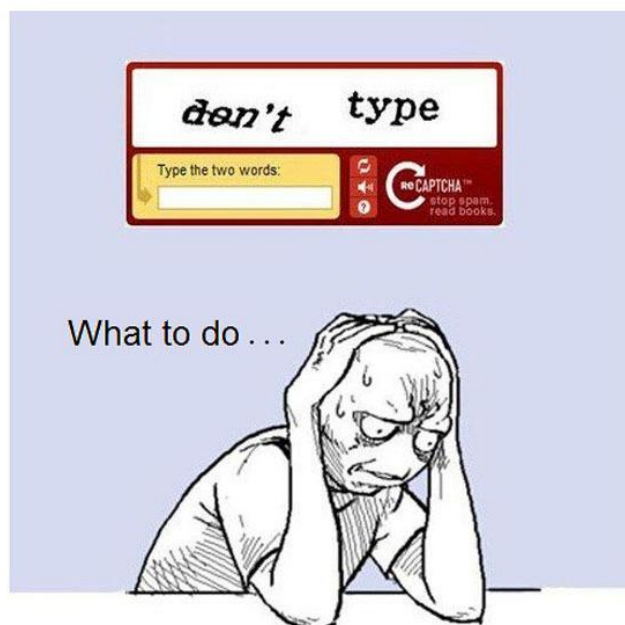 don't type
Type the two words:
ReCAPTCHA™
stop spam.
read books.
What to do ...